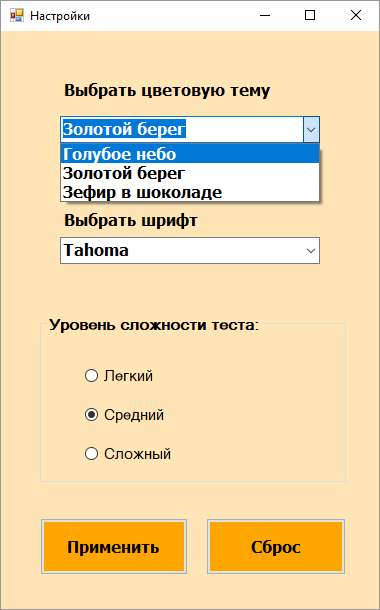 Настройки
Выбрать цветовую тему
Золотой берег
Голубое небо
Золотой берег
Зефир в шоколаде
Выбрать шрифт
Tahoma
Уровень сложности теста:
Легкий
Средний
Сложный
Применить
Сброс